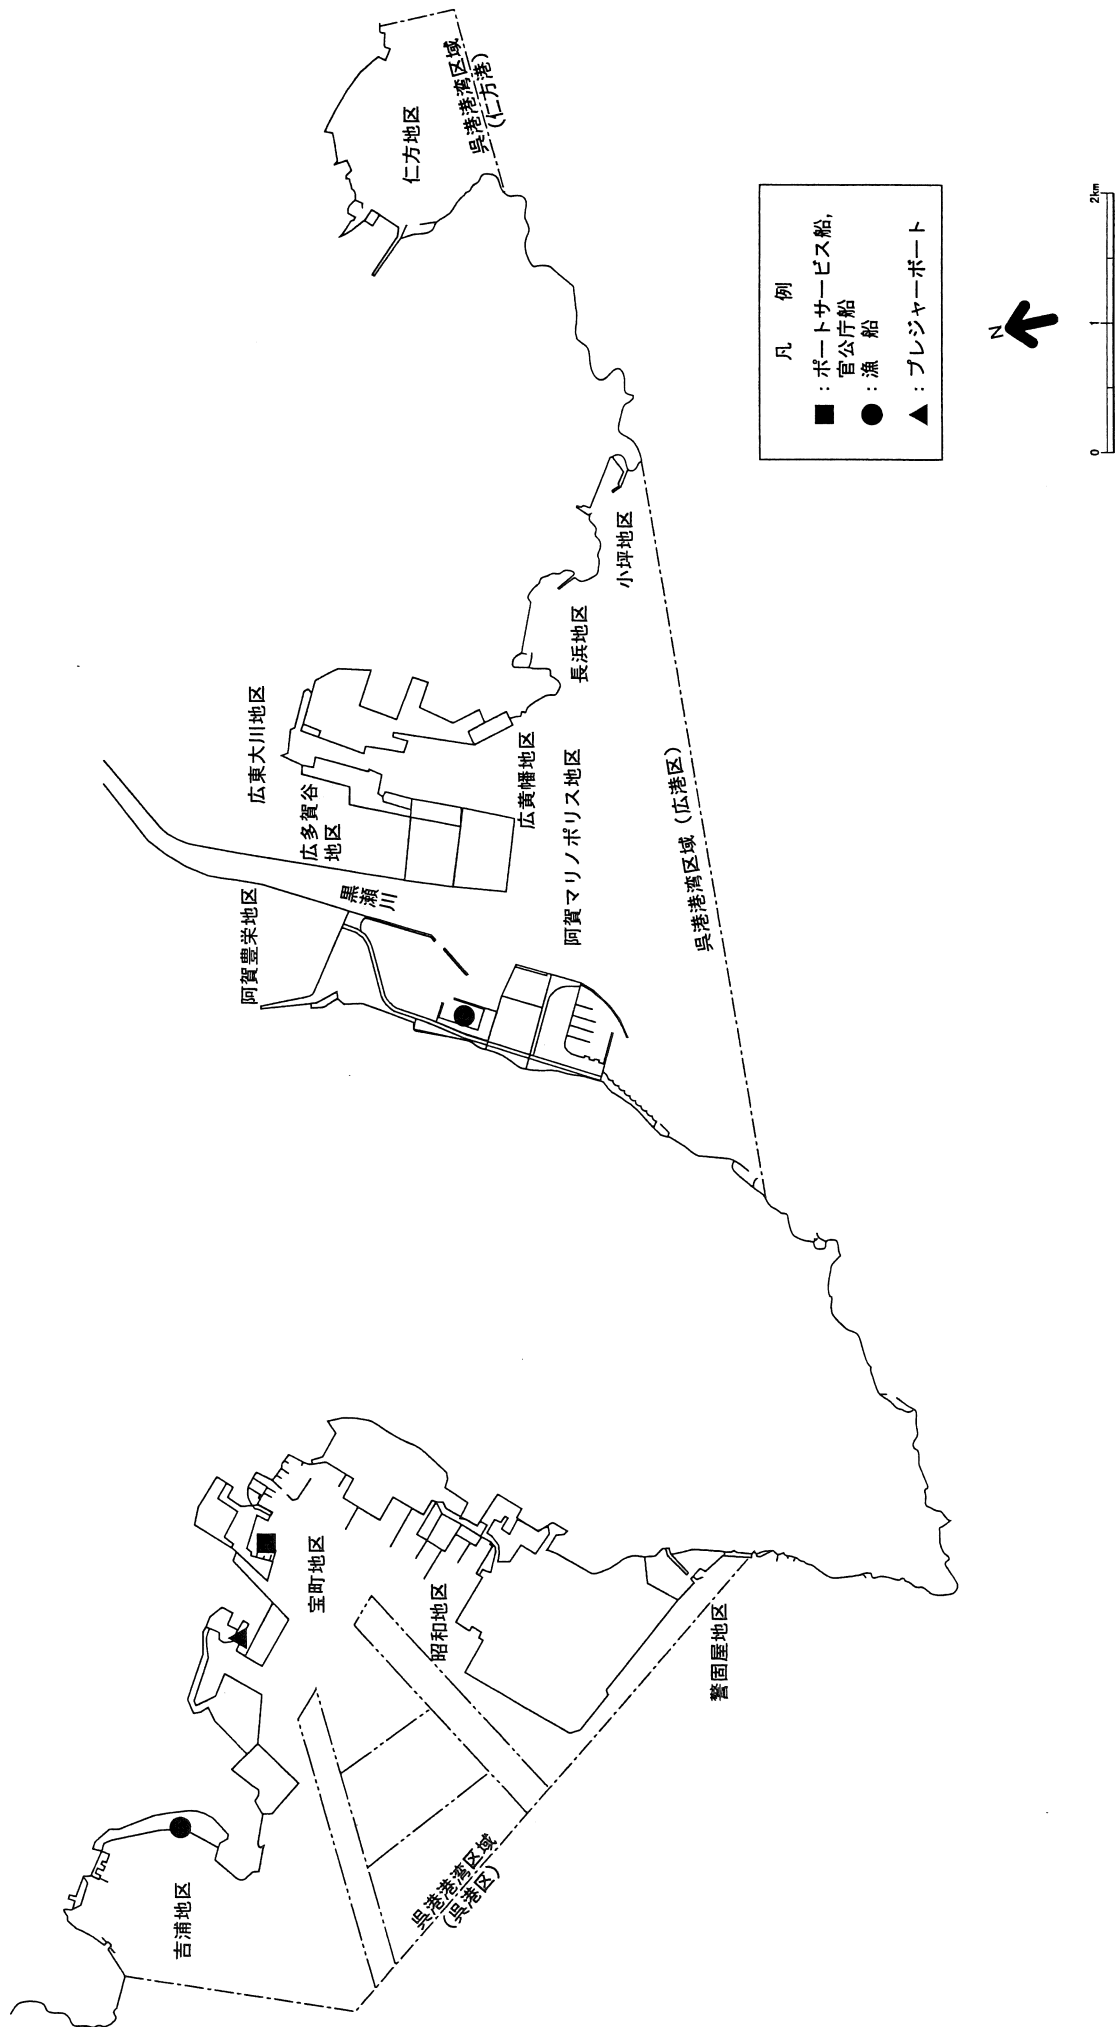 吉浦地区
呉港港湾区域
(呉港区)
宝町地区
昭和地区
警固屋地区
阿賀豊栄地区
黒瀬川
広多賀谷
地区
広東大川地区
阿賀マリノポリス地区
広黄幡地区
長浜地区
小坪地区
呉港港湾区域(広港区)
仁方地区
呉港港湾区域
(仁方港)
凡 例
■:ポートサービス船,
官公庁船
●:漁 船
▲:プレジャーボート
N
0 1 2km